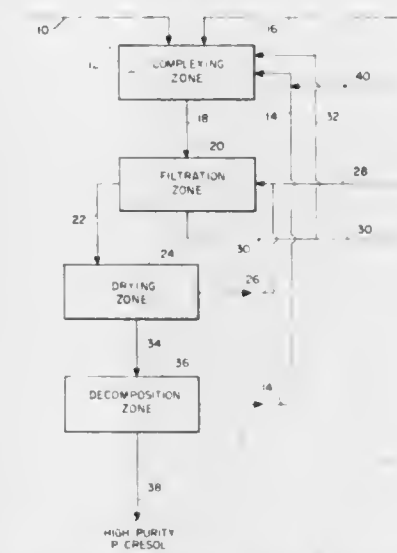 10
16
COMPLEXING
ZONE
40
14
32
18
20
FILTRATION
ZONE
28
22
30
30
24
DRYING
ZONE
26
34
36
DECOMPOSITION
ZONE
14
38
HIGH PURITY
P CRESOL